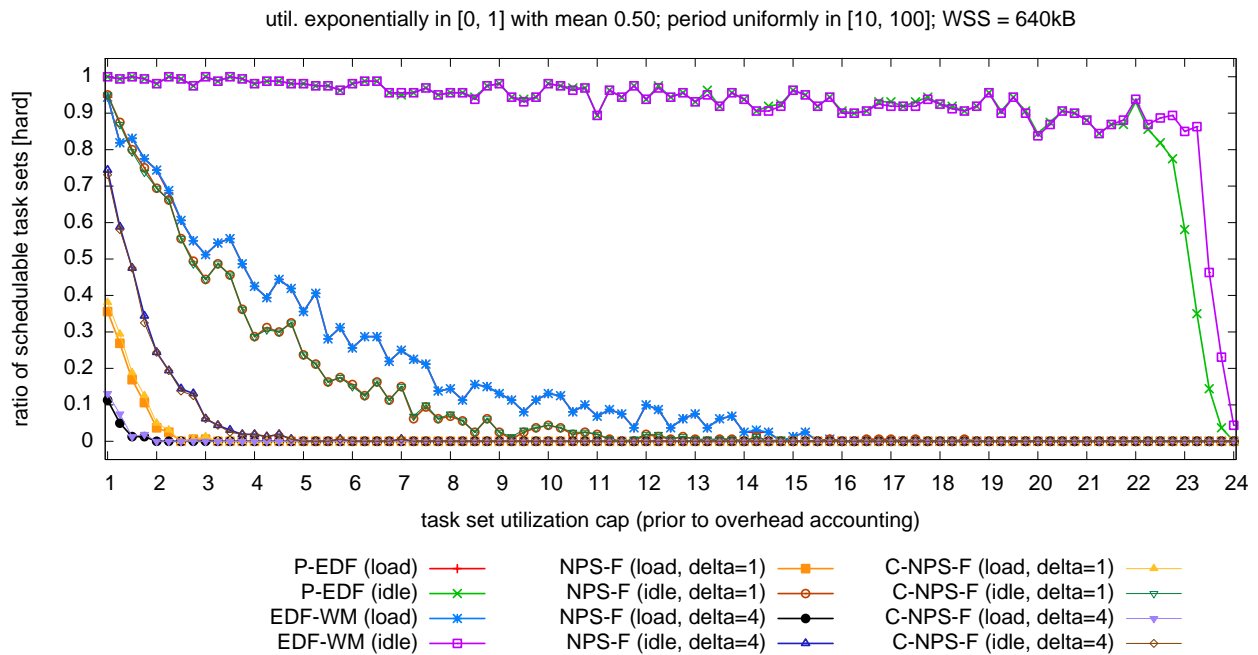 util. exponentially in [0, 1] with mean 0.50; period uniformly in [10, 100]; WSS = 640kB
ratio of schedulable task sets [hard]
1
0.9
0.8
0.7
0.6
0.5
0.4
0.3
0.2
0.1
0
1 2 3 4 5 6 7 8 9 10 11 12 13 14 15 16 17 18 19 20 21 22 23 24
task set utilization cap (prior to overhead accounting)
P-EDF (load) NPS-F (load, delta=1) C-NPS-F (load, delta=1)
P-EDF (idle) NPS-F (idle, delta=1) C-NPS-F (idle, delta=1)
EDF-WM (load) NPS-F (load, delta=4) C-NPS-F (load, delta=4)
EDF-WM (idle) NPS-F (idle, delta=4) C-NPS-F (idle, delta=4)